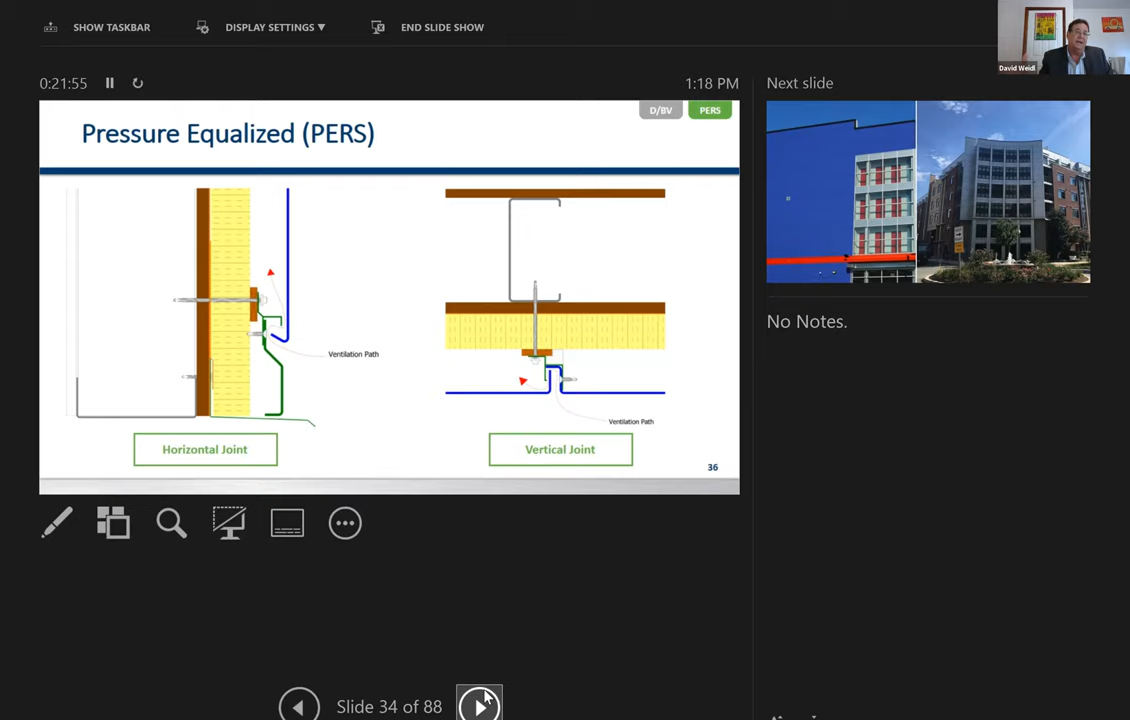 SHOW TASKBAR
DISPLAY SETTINGS ▼
END SLIDE SHOW
David Weidl
0:21:55
1:18 PM
Next slide
D/BV
PERS
Pressure Equalized (PERS)
Ventilation Path
Ventilation Path
Horizontal Joint
Vertical Joint
36
No Notes.
Slide 34 of 88